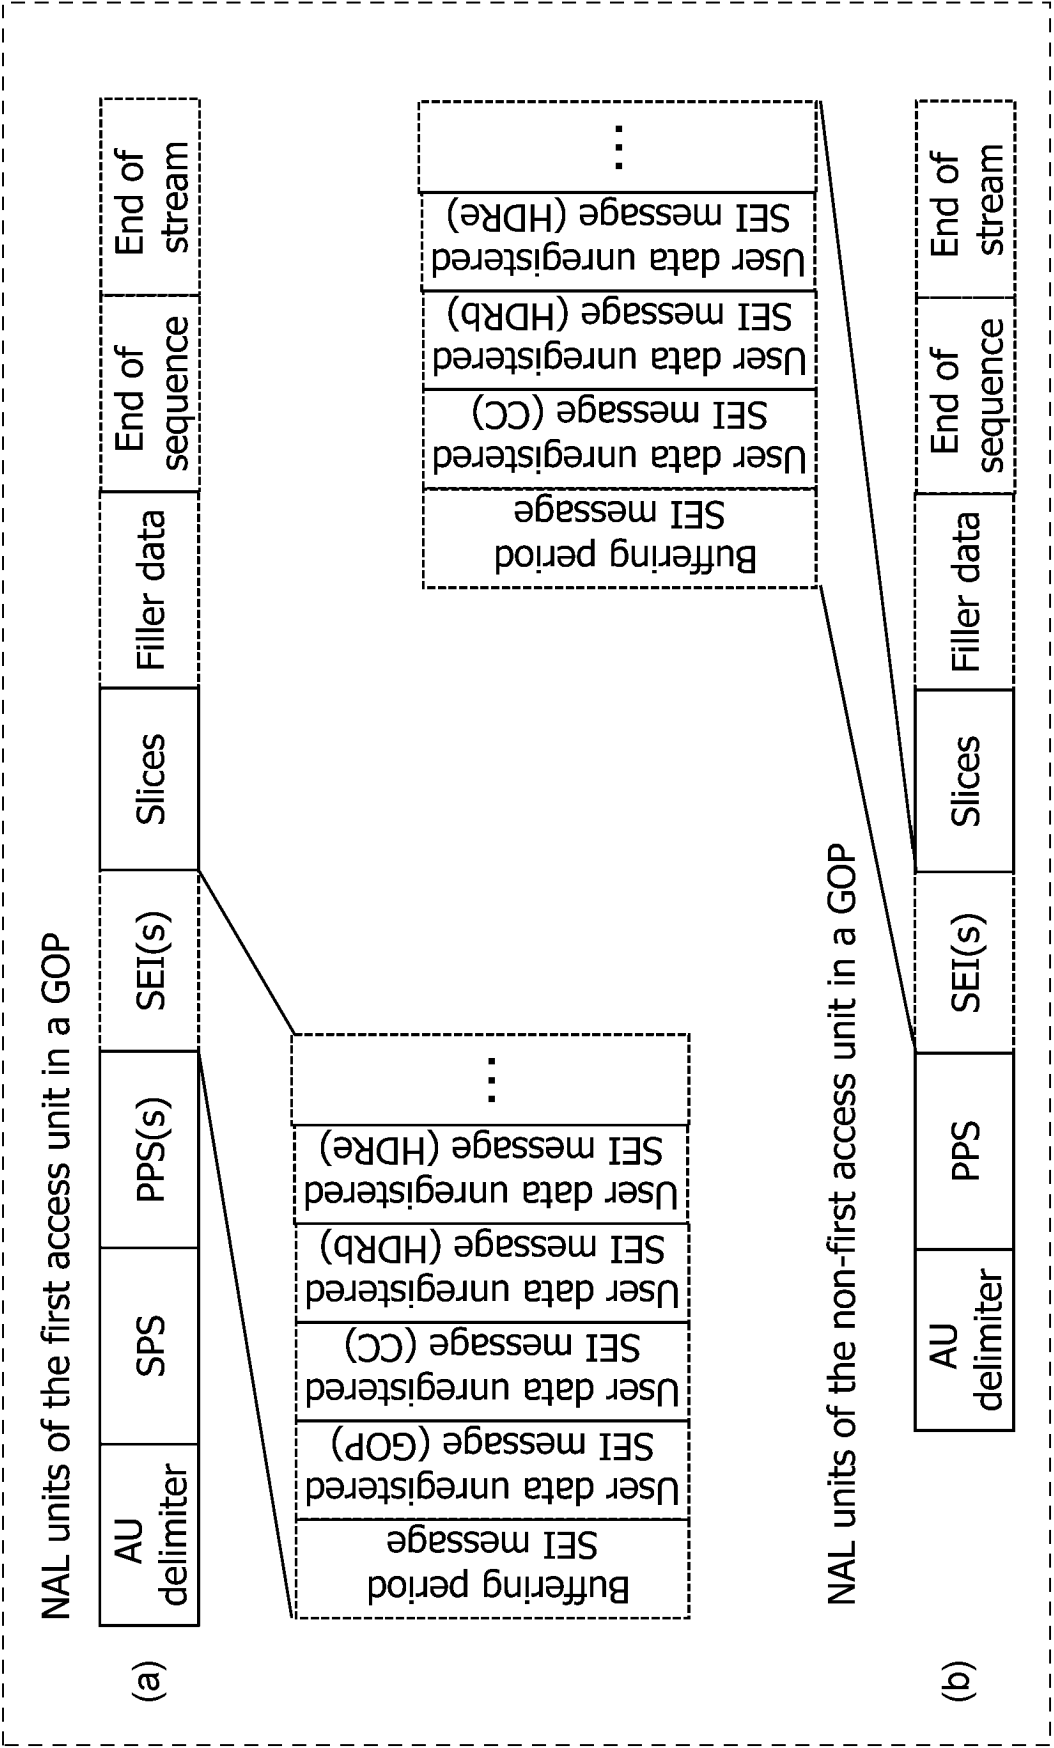 (a)
NAL units of the first access unit in a GOP
AU
delimiter
SPS
PPS(s)
SEI(s)
Slices
Filler data
End of
sequence
End of
stream
Buffering period
SEI message
User data unregistered
SEI message (GOP)
User data unregistered
SEI message (CC)
User data unregistered
SEI message (HDRb)
User data unregistered
SEI message (HDRe)
...
(b)
NAL units of the non-first access unit in a GOP
AU
delimiter
PPS
SEI(s)
Slices
Filler data
End of
sequence
End of
stream
Buffering period
SEI message
User data unregistered
SEI message (CC)
User data unregistered
SEI message (HDRb)
User data unregistered
SEI message (HDRe)
...